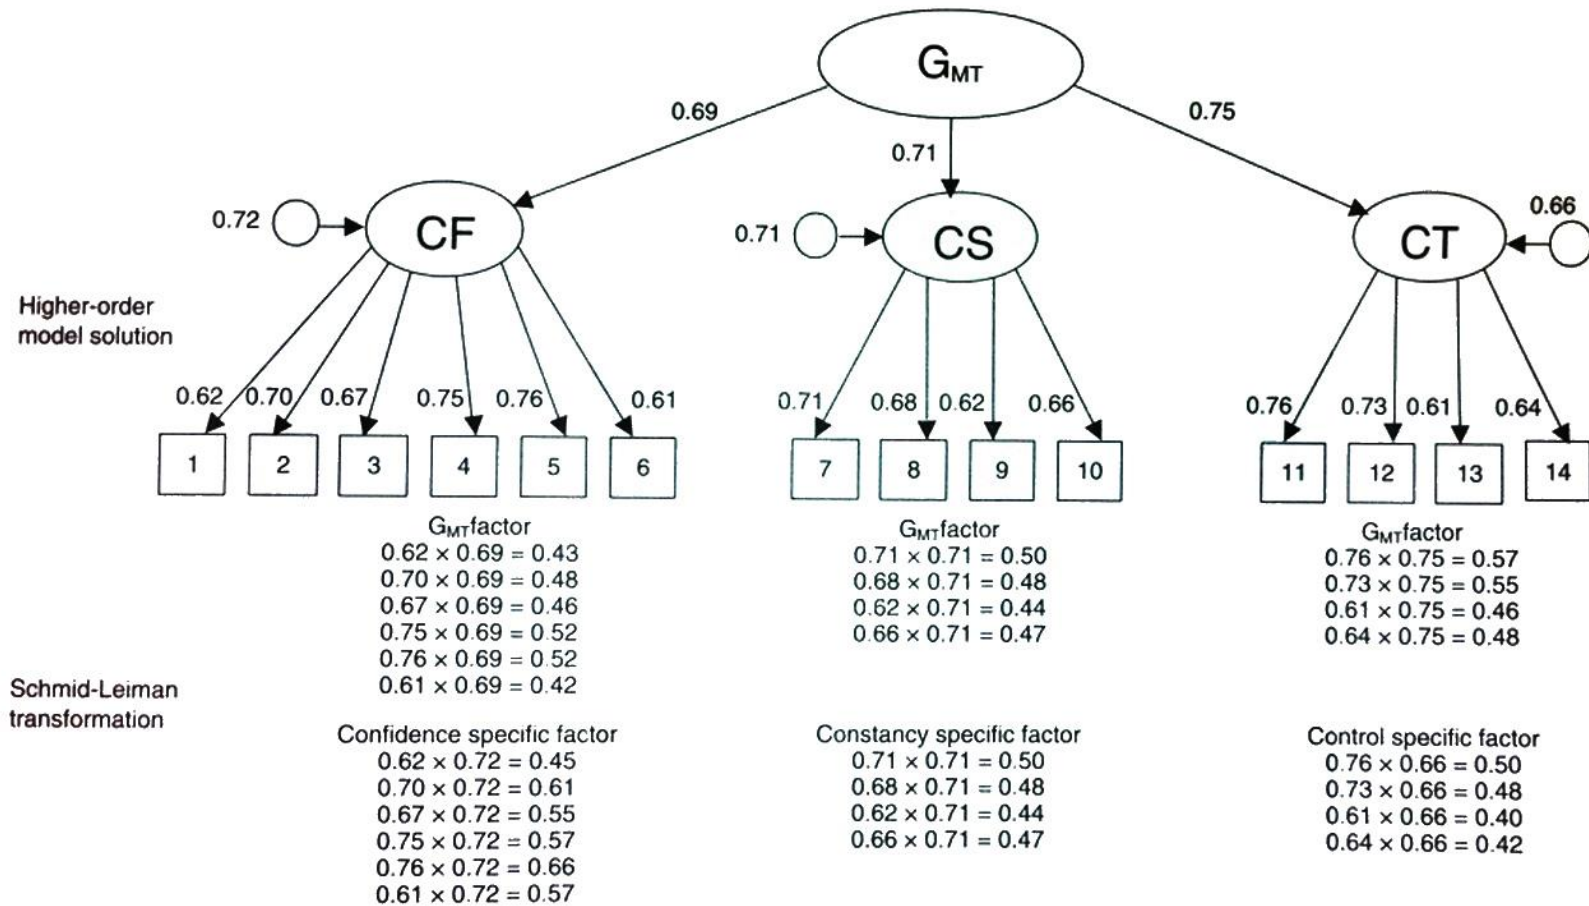 G_MT
0.69
0.75
0.71
0.72
CF
0.71
CS
0.66
CT
Higher-order
model solution
0.62 0.70 0.67 0.75 0.76 0.61
0.71 0.68 0.62 0.66
0.76 0.73 0.61 0.64
1 2 3 4 5 6
7 8 9 10
11 12 13 14
G_MT factor
0.62 × 0.69 = 0.43
0.70 × 0.69 = 0.48
0.67 × 0.69 = 0.46
0.75 × 0.69 = 0.52
0.76 × 0.69 = 0.52
0.61 × 0.69 = 0.42
G_MT factor
0.71 × 0.71 = 0.50
0.68 × 0.71 = 0.48
0.62 × 0.71 = 0.44
0.66 × 0.71 = 0.47
G_MT factor
0.76 × 0.75 = 0.57
0.73 × 0.75 = 0.55
0.61 × 0.75 = 0.46
0.64 × 0.75 = 0.48
Schmid-Leiman
transformation
Confidence specific factor
0.62 × 0.72 = 0.45
0.70 × 0.72 = 0.61
0.67 × 0.72 = 0.55
0.75 × 0.72 = 0.57
0.76 × 0.72 = 0.66
0.61 × 0.72 = 0.57
Constancy specific factor
0.71 × 0.71 = 0.50
0.68 × 0.71 = 0.48
0.62 × 0.71 = 0.44
0.66 × 0.71 = 0.47
Control specific factor
0.76 × 0.66 = 0.50
0.73 × 0.66 = 0.48
0.61 × 0.66 = 0.40
0.64 × 0.66 = 0.42